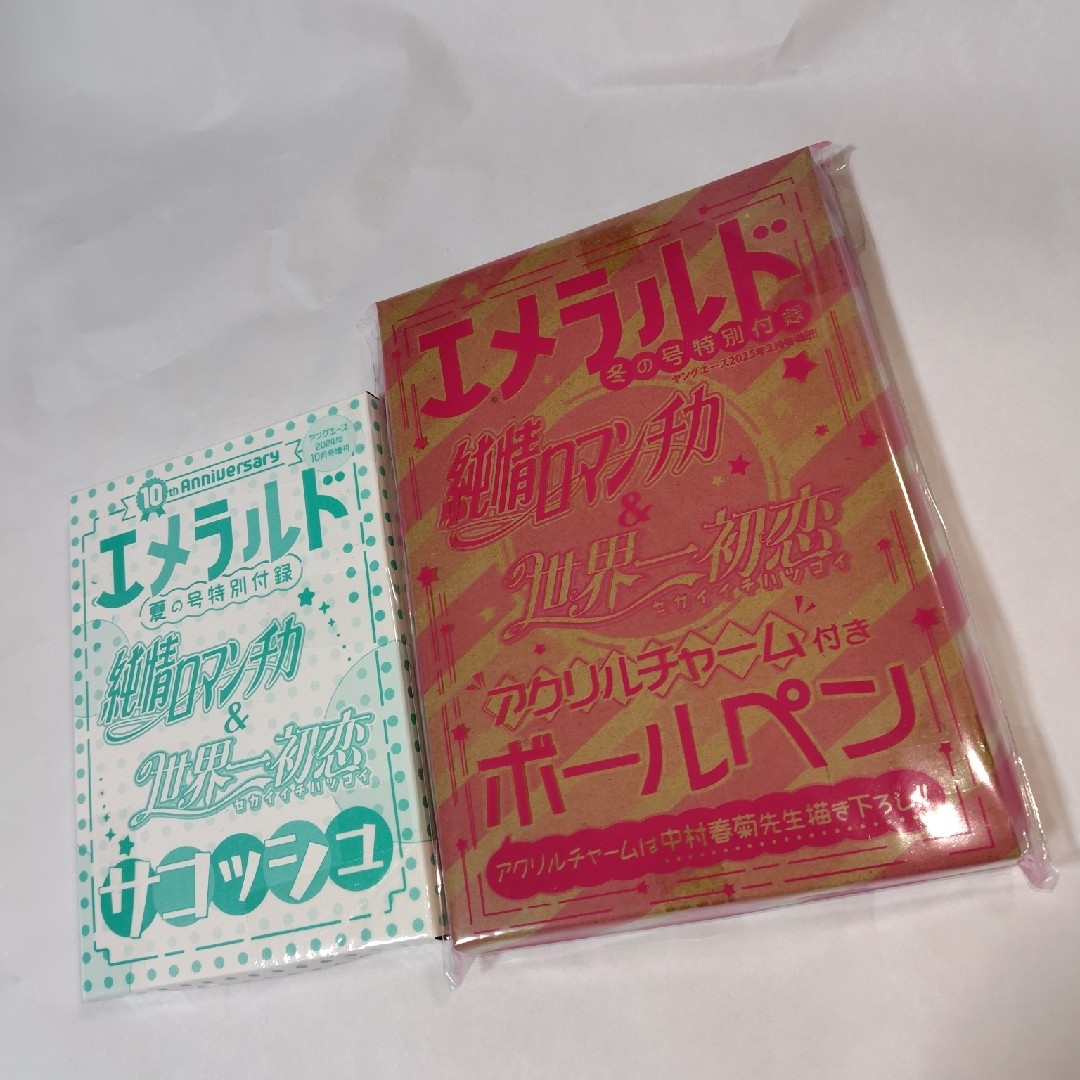 10th Anniversary
ヤングエース
2024年
10月号増刊
エメラルド
夏の号特別付録
純情ロマンチカ
&
世界一初恋
セカイイチハツコイ
サコッシュ
エメラルド
冬の号特別付録
ヤングエース2025年2月号増刊
純情ロマンチカ
&
世界一初恋
セカイイチハツコイ
アクリルチャーム付き
ボールペン
アクリルチャームは中村春菊先生描き下ろし!!